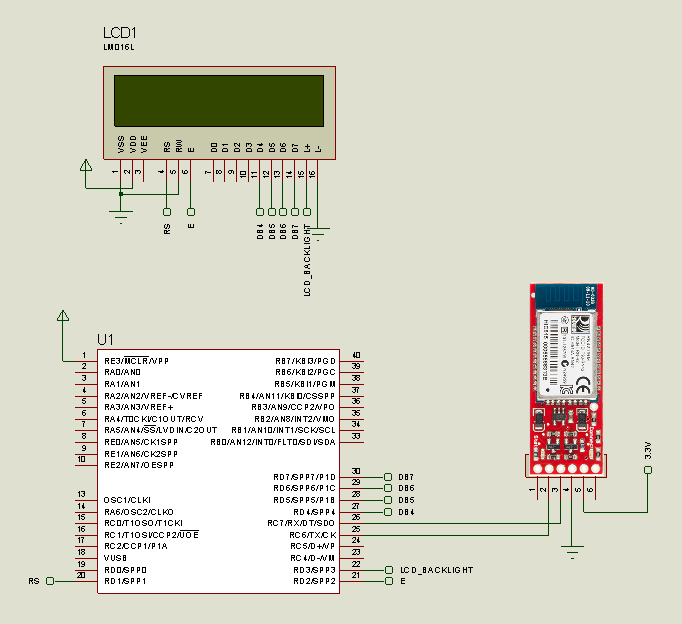 LCD1
LM016L
VSS
VDD
VEE
RS
RW
E
D0
D1
D2
D3
D4
D5
D6
D7
L+
L-
1
2
3
4
5
6
7
8
9
10
11
12
13
14
15
16
RS
E
DB4
DB5
DB6
DB7
LCD_BACKLIGHT
U1
1 RE3/MCLR/VPP
2 RA0/AN0
3 RA1/AN1
4 RA2/AN2/VREF-/CVREF
5 RA3/AN3/VREF+
6 RA4/T0CKI/C1OUT/RCV
7 RA5/AN4/SS/LVDIN/C2OUT
8 RE0/AN5/CK1SPP
9 RE1/AN6/CK2SPP
10 RE2/AN7/OESPP
13 OSC1/CLKI
14 RA6/OSC2/CLKO
15 RC0/T1OSO/T1CKI
16 RC1/T1OSI/CCP2/UOE
17 RC2/CCP1/P1A
18 VUSB
19 RD0/SPP0
RS 20 RD1/SPP1
RB7/KBI3/PGD 40
RB6/KBI2/PGC 39
RB5/KBI1/PGM 38
RB4/AN11/KBI0/CSSPP 37
RB3/AN9/CCP2/VPO 36
RB2/AN8/INT2/VMO 35
RB1/AN10/INT1/SCK/SCL 34
RB0/AN12/INT0/FLT0/SDI/SDA 33
RD7/SPP7/P1D 30 DB7
RD6/SPP6/P1C 29 DB6
RD5/SPP5/P1B 28 DB5
RD4/SPP4 27 DB4
RC7/RX/DT/SDO 26
RC6/TX/CK 25
RC5/D+/VP 24
RC4/D-/VM 23
RD3/SPP3 22 LCD_BACKLIGHT
RD2/SPP2 21 E
1
2
3
4
5
6
3.3V